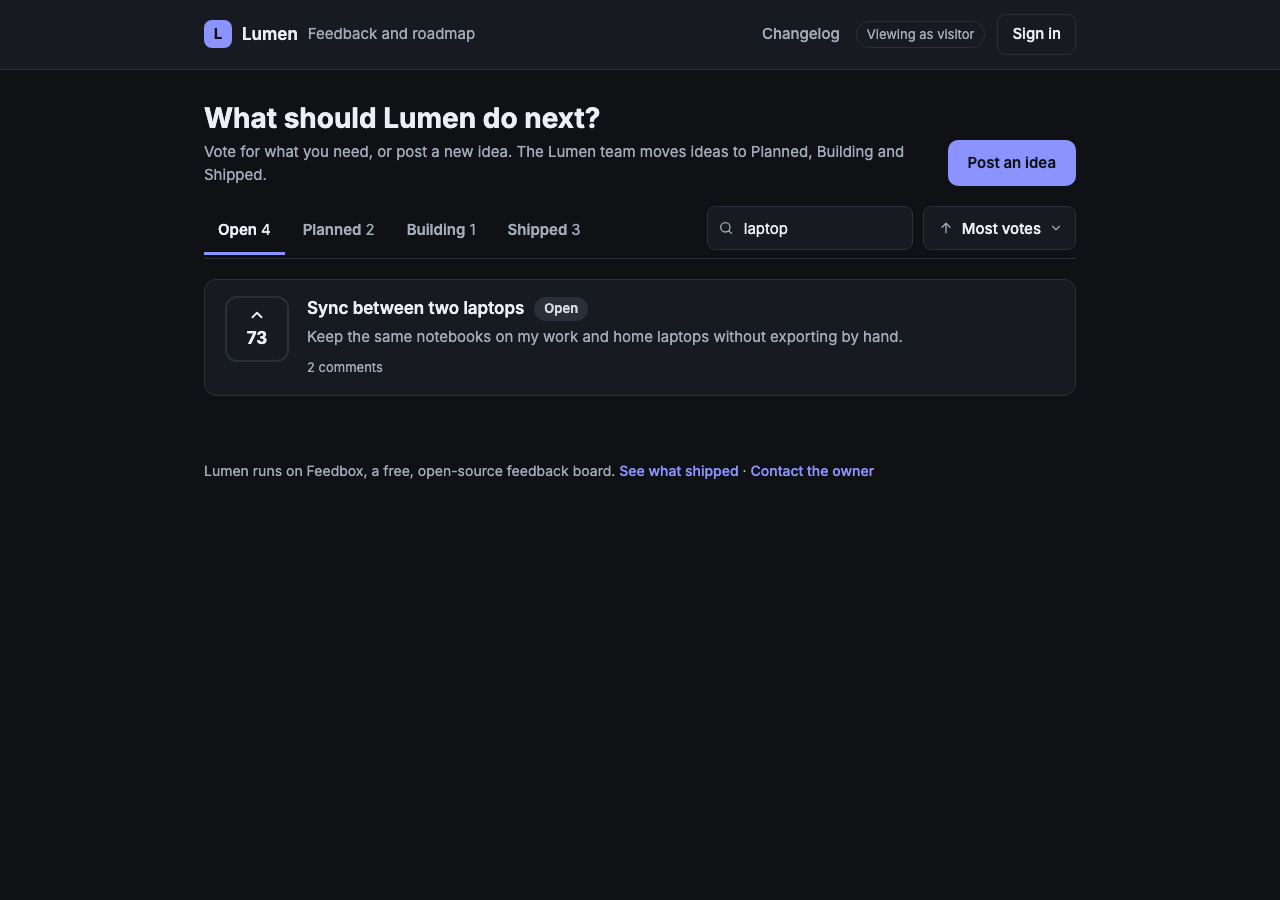 L Lumen Feedback and roadmap Changelog Viewing as visitor Sign in
What should Lumen do next?
Vote for what you need, or post a new idea. The Lumen team moves ideas to Planned, Building and
Shipped.
Post an idea
Open 4 Planned 2 Building 1 Shipped 3 laptop Most votes
Sync between two laptops Open
73
Keep the same notebooks on my work and home laptops without exporting by hand.
2 comments
Lumen runs on Feedbox, a free, open-source feedback board. See what shipped · Contact the owner